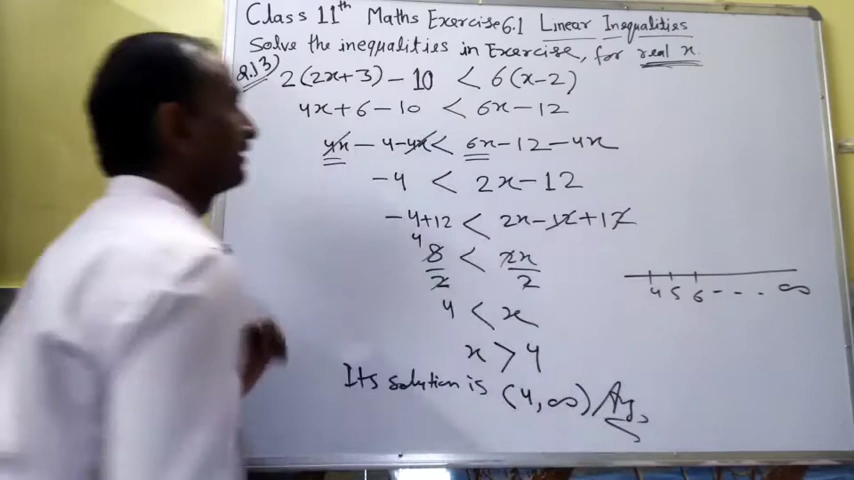 Class 11th Maths Exercise 6.1 Linear Inequalities
Solve the inequalities in Exercise, for real x.
Q.13) 2(2x+3) - 10 < 6(x-2)
4x+6-10 < 6x-12
4x-4-4x < 6x-12-4x
-4 < 2x-12
-4+12 < 2x-12+12
4
8/2 < 2x/2
4 5 6 - - - . ∞
4 < x
x > 4
Its solution is (4, ∞) Ans